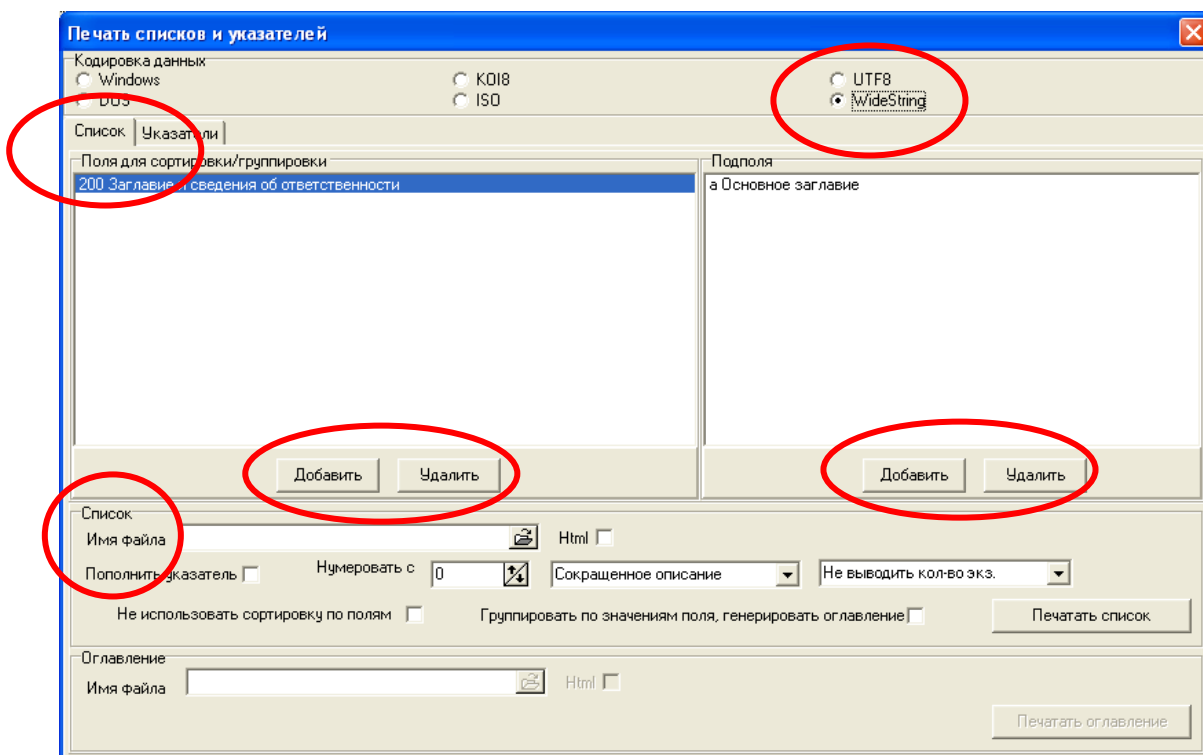 Печать списков и указателей
Кодировка данных
Windows KOI8 UTF8
DOS ISO WideString
Список Указатели
Поля для сортировки/группировки Подполя
200 Заглавие и сведения об ответственности a Основное заглавие
Добавить Удалить Добавить Удалить
Список
Имя файла Html
Пополнить указатель Нумеровать с 0 Сокращенное описание Не выводить кол-во экз.
Не использовать сортировку по полям Группировать по значениям поля, генерировать оглавление Печатать список
Оглавление
Имя файла Html
Печатать оглавление